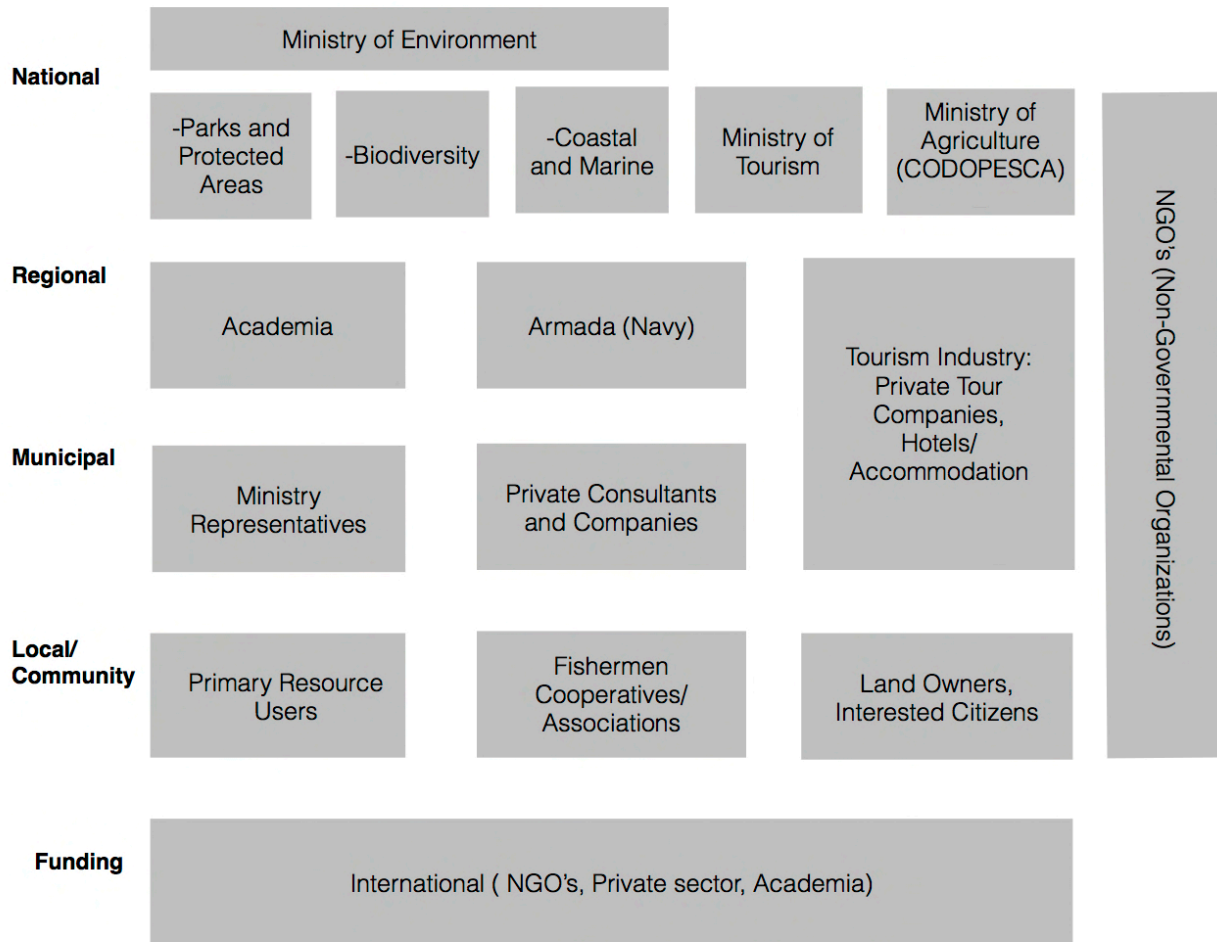 Ministry of Environment
National
-Parks and
Protected
Areas
-Biodiversity
-Coastal
and Marine
Ministry of
Tourism
Ministry of
Agriculture
(CODOPESCA)
NGO's (Non-Governmental Organizations)
Regional
Academia
Armada (Navy)
Tourism Industry:
Private Tour
Companies,
Hotels/
Accommodation
Municipal
Ministry
Representatives
Private Consultants
and Companies
Local/
Community
Primary Resource
Users
Fishermen
Cooperatives/
Associations
Land Owners,
Interested Citizens
Funding
International ( NGO's, Private sector, Academia)